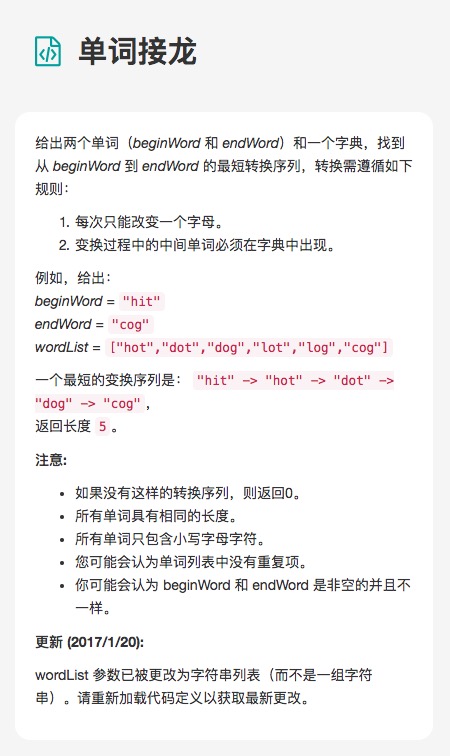 单词接龙
给出两个单词（beginWord 和 endWord）和一个字典，找到
从 beginWord 到 endWord 的最短转换序列，转换需遵循如下
规则：
1. 每次只能改变一个字母。
2. 变换过程中的中间单词必须在字典中出现。
例如，给出：
beginWord = "hit"
endWord = "cog"
wordList = ["hot","dot","dog","lot","log","cog"]
一个最短的变换序列是： "hit" -> "hot" -> "dot" ->
"dog" -> "cog"，
返回长度 5。
注意:
• 如果没有这样的转换序列，则返回0。
• 所有单词具有相同的长度。
• 所有单词只包含小写字母字符。
• 您可能会认为单词列表中没有重复项。
• 你可能会认为 beginWord 和 endWord 是非空的并且不
一样。
更新 (2017/1/20):
wordList 参数已被更改为字符串列表（而不是一组字符
串）。请重新加载代码定义以获取最新更改。